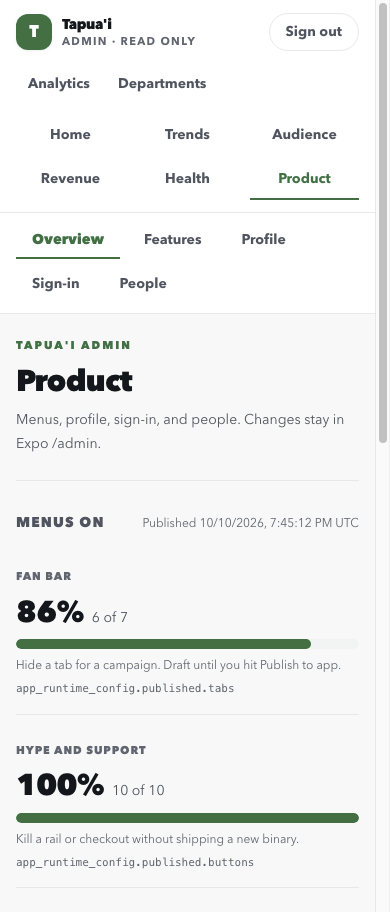 T
Tapua'i
ADMIN · READ ONLY
Sign out
Analytics Departments
Home Trends Audience
Revenue Health Product
Overview Features Profile
Sign-in People
TAPUA'I ADMIN
Product
Menus, profile, sign-in, and people. Changes stay in
Expo /admin.
MENUS ON Published 10/10/2026, 7:45:12 PM UTC
FAN BAR
86% 6 of 7
Hide a tab for a campaign. Draft until you hit Publish to app.
app_runtime_config.published.tabs
HYPE AND SUPPORT
100% 10 of 10
Kill a rail or checkout without shipping a new binary.
app_runtime_config.published.buttons